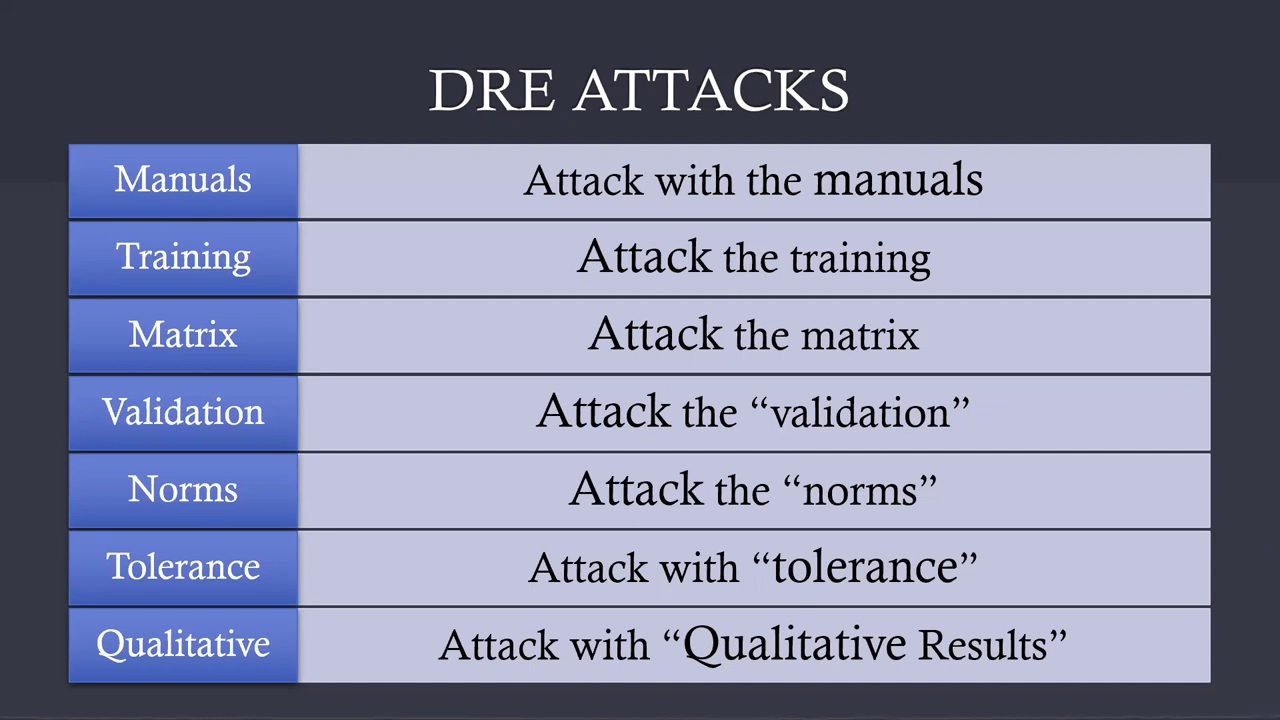 DRE ATTACKS
Manuals
Attack with the manuals
Training
Attack the training
Matrix
Attack the matrix
Validation
Attack the “validation”
Norms
Attack the “norms”
Tolerance
Attack with “tolerance”
Qualitative
Attack with “Qualitative Results”